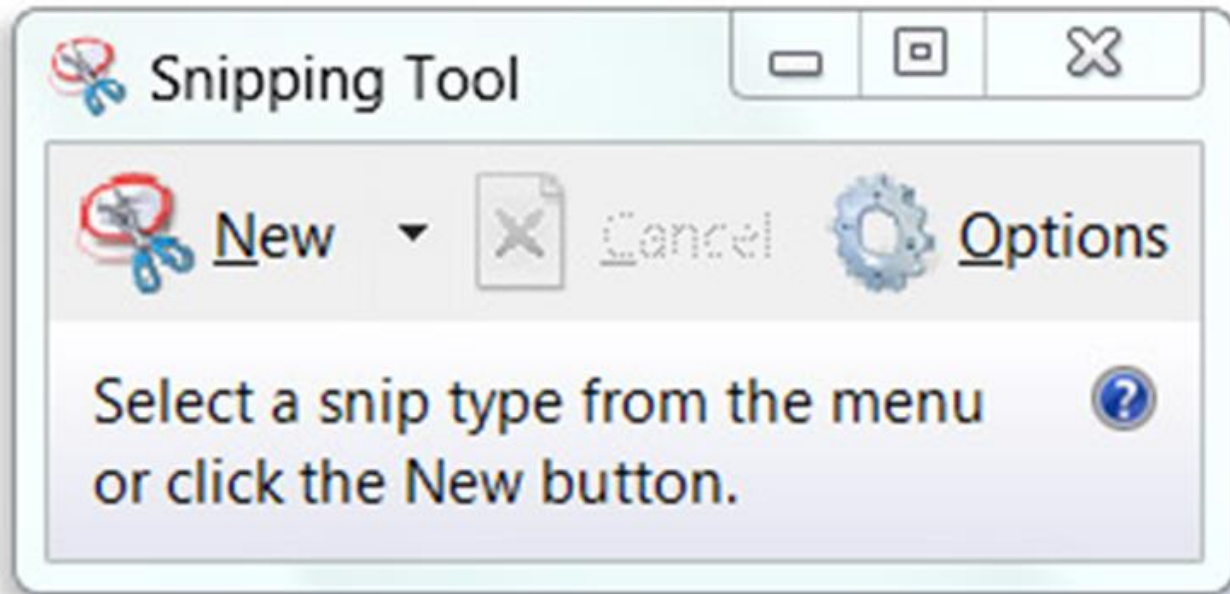 Snipping Tool
New Cancel Options
Select a snip type from the menu
or click the New button.